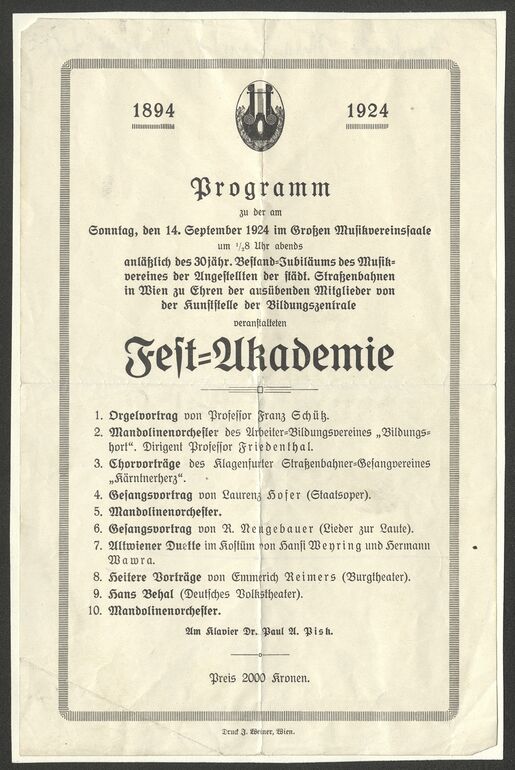 1894 1924
Programm
zu der am
Sonntag, den 14. September 1924 im Großen Musikvereinssaale
um 1/28 Uhr abends
anläßlich des 30jähr. Bestand-Jubiläums des Musik-
vereines der Angestellten der städt. Straßenbahnen
in Wien zu Ehren der ausübenden Mitglieder von
der Kunststelle der Bildungszentrale
veranstalteten
Fest-Akademie
1. Orgelvortrag von Professor Franz Schütz.
2. Mandolinenorchester des Arbeiter-Bildungsvereines „Bildungs-
hort". Dirigent Professor Friedenthal.
3. Chorvorträge des Klagenfurter Straßenbahner-Gesangvereines
„Kärntnerherz".
4. Gesangsvortrag von Laurenz Hofer (Staatsoper).
5. Mandolinenorchester.
6. Gesangsvortrag von R. Neugebauer (Lieder zur Laute).
7. Altwiener Duette im Kostüm von Hansi Weyring und Hermann
Wawra.
8. Heitere Vorträge von Emmerich Reimers (Burgtheater).
9. Hans Behal (Deutsches Volkstheater).
10. Mandolinenorchester.
Am Klavier Dr. Paul A. Pisk.
Preis 2000 Kronen.
Druck J. Weiner, Wien.